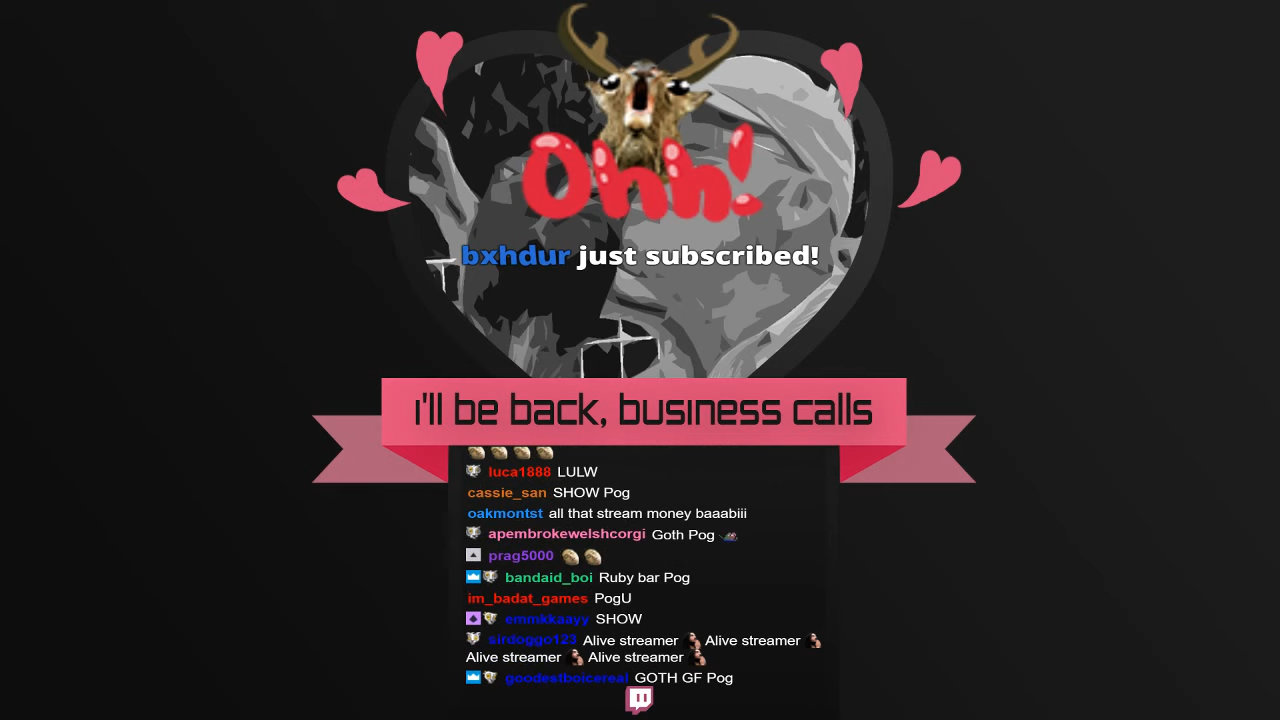 Ohh!
bxhdur just subscribed!
i'll be back, business calls
luca1888 LULW
cassie_san SHOW Pog
oakmontst all that stream money baaabiii
apembrokewelshcorgi Goth Pog
prag5000
bandaid_boi Ruby bar Pog
im_badat_games PogU
emmkkaayy SHOW
sirdoggo123 Alive streamer Alive streamer
Alive streamer Alive streamer
goodestboicereal GOTH GF Pog